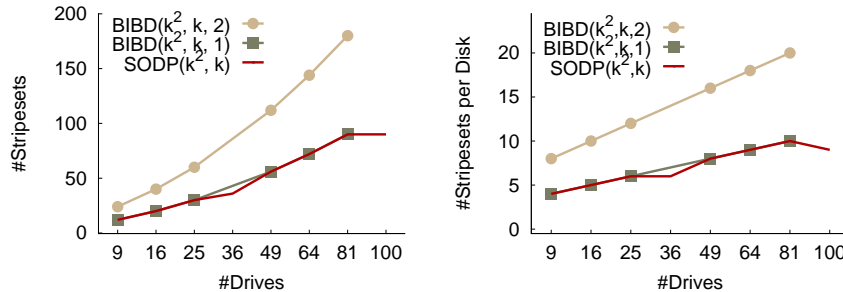 #Stripesets
200
150
100
50
0
BIBD(k², k, 2)
BIBD(k², k, 1)
SODP(k², k)
9 16 25 36 49 64 81 100
#Drives
#Stripesets per Disk
20
15
10
5
0
BIBD(k²,k,2)
BIBD(k²,k,1)
SODP(k²,k)
9 16 25 36 49 64 81 100
#Drives